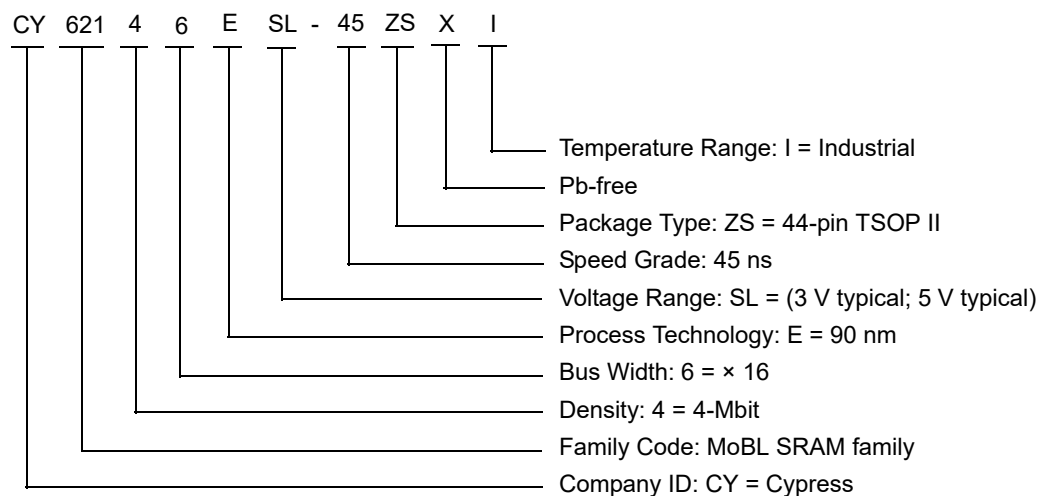 CY 621 4 6 E SL - 45 ZS X I
Temperature Range: I = Industrial
Pb-free
Package Type: ZS = 44-pin TSOP II
Speed Grade: 45 ns
Voltage Range: SL = (3 V typical; 5 V typical)
Process Technology: E = 90 nm
Bus Width: 6 = × 16
Density: 4 = 4-Mbit
Family Code: MoBL SRAM family
Company ID: CY = Cypress